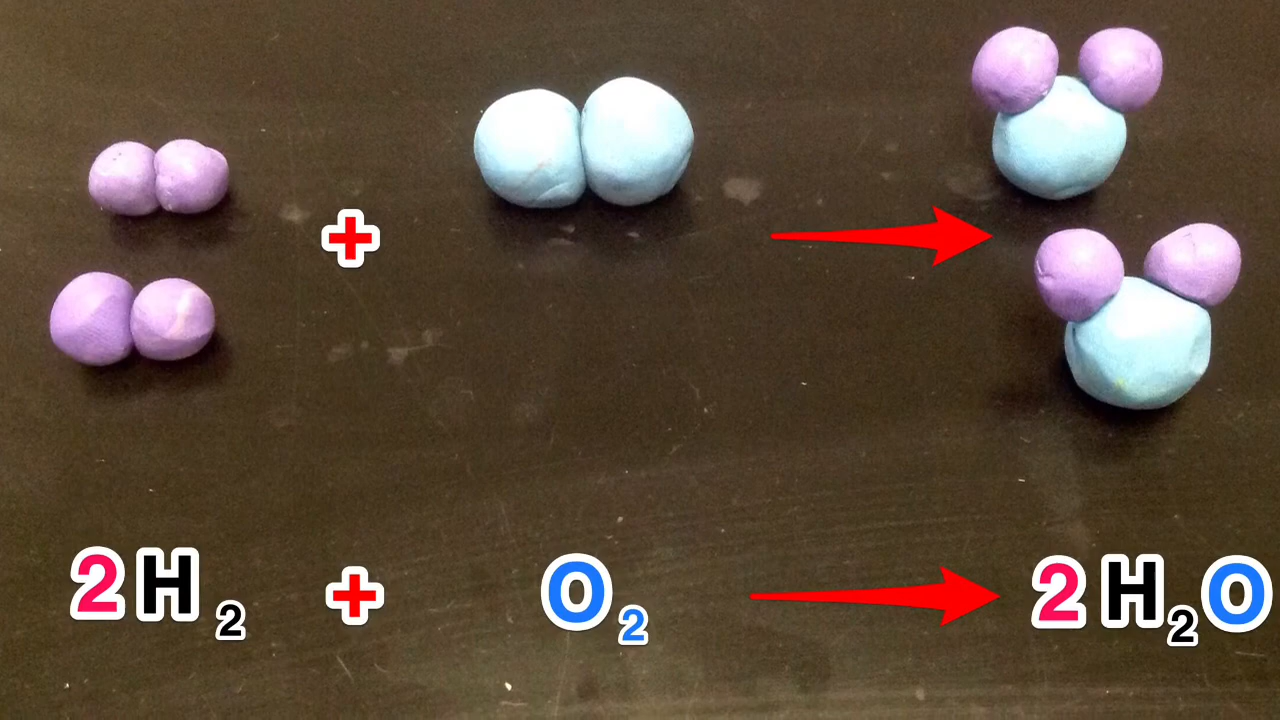 +
2H₂ + O₂ → 2H₂O